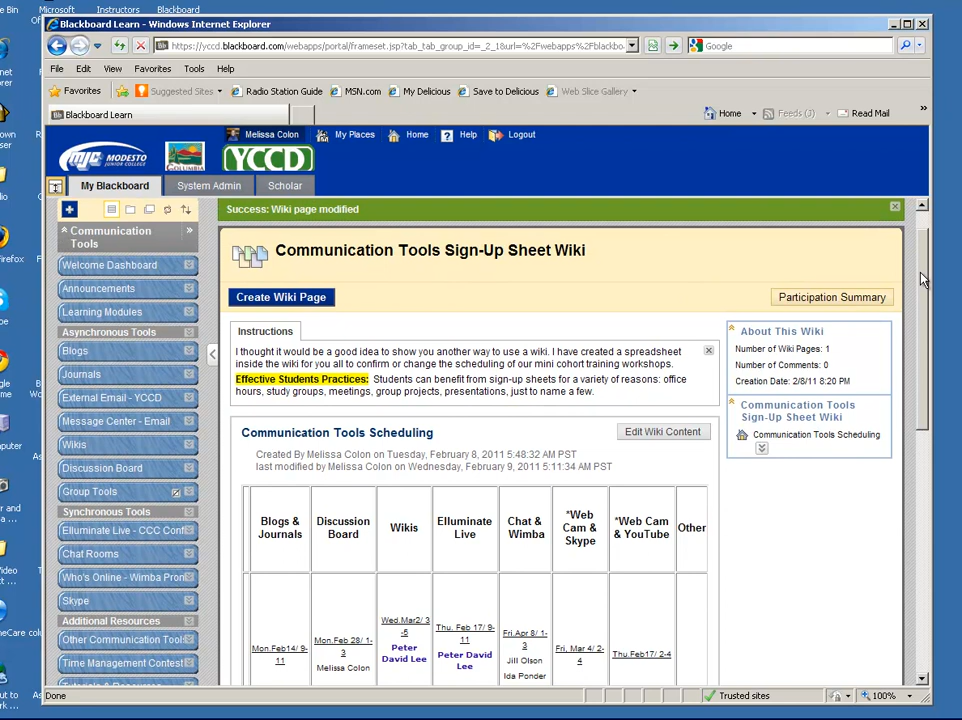 e Bin
Microsoft
Instructors
Blackboard
Blackboard Learn - Windows Internet Explorer
https://yccd.blackboard.com/webapps/portal/frameset.jsp?tab_tab_group_id=_2_1&url=%2Fwebapps%2Fblackbo
Google
File Edit View Favorites Tools Help
Favorites Suggested Sites Radio Station Guide MSN.com My Delicious Save to Delicious Web Slice Gallery
Blackboard Learn
Home Feeds (J) Read Mail »
Melissa Colon My Places Home Help Logout
mjc MODESTO JUNIOR COLLEGE
COLUMBIA
YCCD
My Blackboard System Admin Scholar
Success: Wiki page modified
Communication Tools
Welcome Dashboard
Announcements
Learning Modules
Asynchronous Tools
Blogs
Journals
External Email - YCCD
Message Center - Email
Wikis
Discussion Board
Group Tools
Synchronous Tools
Elluminate Live - CCC Conf
Chat Rooms
Who's Online - Wimba Pron
Skype
Additional Resources
Other Communication Tools
Time Management Contest
Communication Tools Sign-Up Sheet Wiki
Create Wiki Page
Participation Summary
Instructions
I thought it would be a good idea to show you another way to use a wiki. I have created a spreadsheet
inside the wiki for you all to confirm or change the scheduling of our mini cohort training workshops.
Effective Students Practices: Students can benefit from sign-up sheets for a variety of reasons: office
hours, study groups, meetings, group projects, presentations, just to name a few.
About This Wiki
Number of Wiki Pages: 1
Number of Comments: 0
Creation Date: 2/8/11 8:20 PM
Communication Tools
Sign-Up Sheet Wiki
Communication Tools Scheduling
Communication Tools Scheduling
Edit Wiki Content
Created By Melissa Colon on Tuesday, February 8, 2011 5:48:32 AM PST
last modified by Melissa Colon on Wednesday, February 9, 2011 5:11:34 AM PST
Blogs & Journals
Discussion Board
Wikis
Elluminate Live
Chat & Wimba
*Web Cam & Skype
*Web Cam & YouTube
Other
Mon.Feb14/ 9-11
Mon.Feb 28/ 1-3
Melissa Colon
Wed.Mar2/ 3-5
Peter David Lee
Thu. Feb 17/ 9-11
Peter David Lee
Fri.Apr 8/ 1-3
Jill Olson
Ida Ponder
Fri. Mar 4/ 2-4
Thu.Feb17/ 2-4
Done
Trusted sites
100%